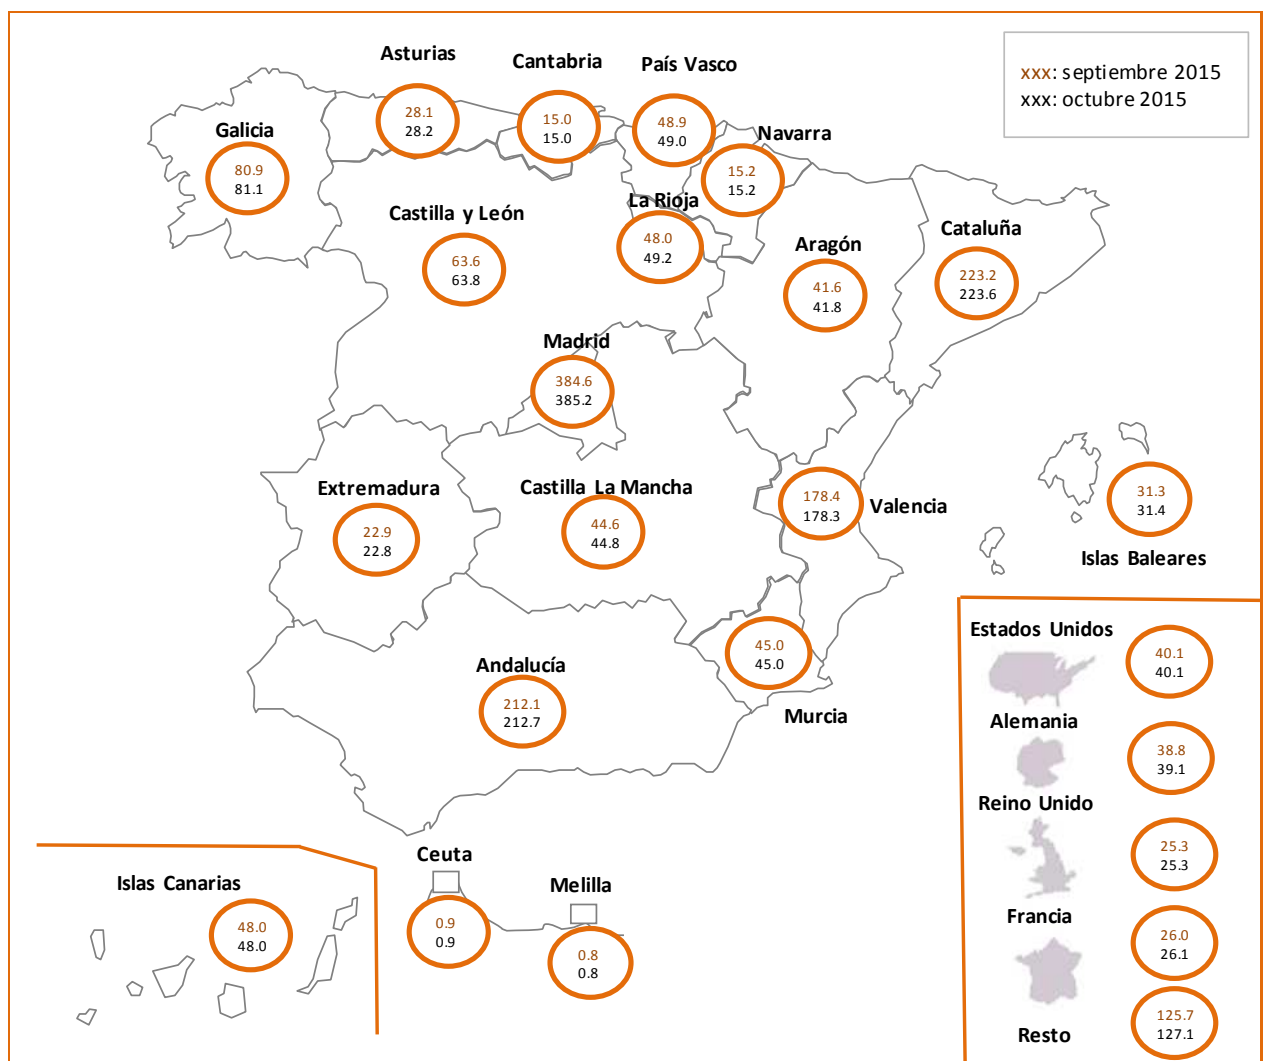 xxx: septiembre 2015
xxx: octubre 2015
Asturias
28.1
28.2
Cantabria
15.0
15.0
País Vasco
48.9
49.0
Navarra
15.2
15.2
Galicia
80.9
81.1
Castilla y León
63.6
63.8
La Rioja
48.0
49.2
Aragón
41.6
41.8
Cataluña
223.2
223.6
Madrid
384.6
385.2
Extremadura
22.9
22.8
Castilla La Mancha
44.6
44.8
178.4
178.3
Valencia
31.3
31.4
Islas Baleares
Andalucía
212.1
212.7
45.0
45.0
Murcia
Estados Unidos
40.1
40.1
Alemania
38.8
39.1
Reino Unido
25.3
25.3
Francia
26.0
26.1
Resto
125.7
127.1
Islas Canarias
48.0
48.0
Ceuta
0.9
0.9
Melilla
0.8
0.8